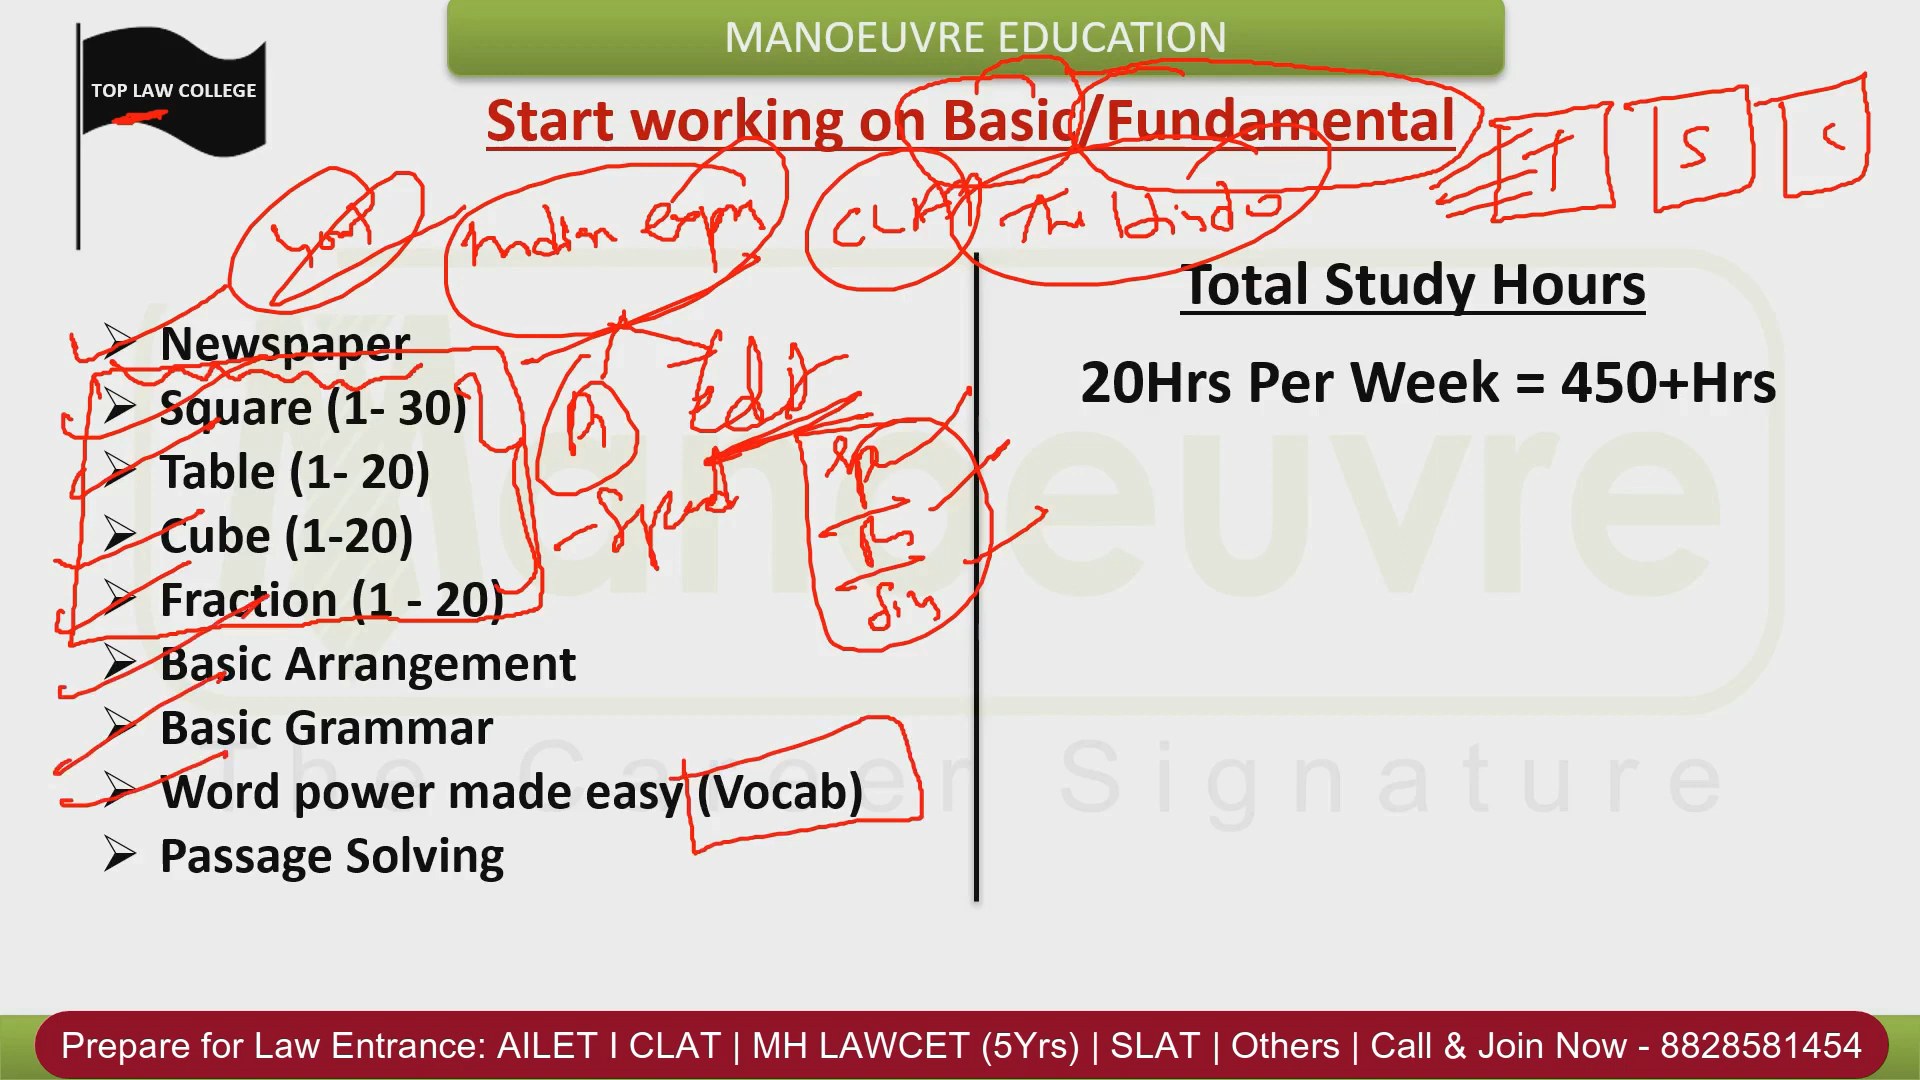 MANOEUVRE EDUCATION
TOP LAW COLLEGE
Start working on Basic/Fundamental
T S C
Indian CLAT The Hindu
Total Study Hours
20Hrs Per Week = 450+Hrs
➢ Newspaper
➢ Square (1- 30)
➢ Table (1- 20)
➢ Cube (1-20)
➢ Fraction (1 - 20)
➢ Basic Arrangement
➢ Basic Grammar
➢ Word power made easy (Vocab)
➢ Passage Solving
Manoeuvre
The Career Signature
Prepare for Law Entrance: AILET I CLAT | MH LAWCET (5Yrs) | SLAT | Others | Call & Join Now - 8828581454